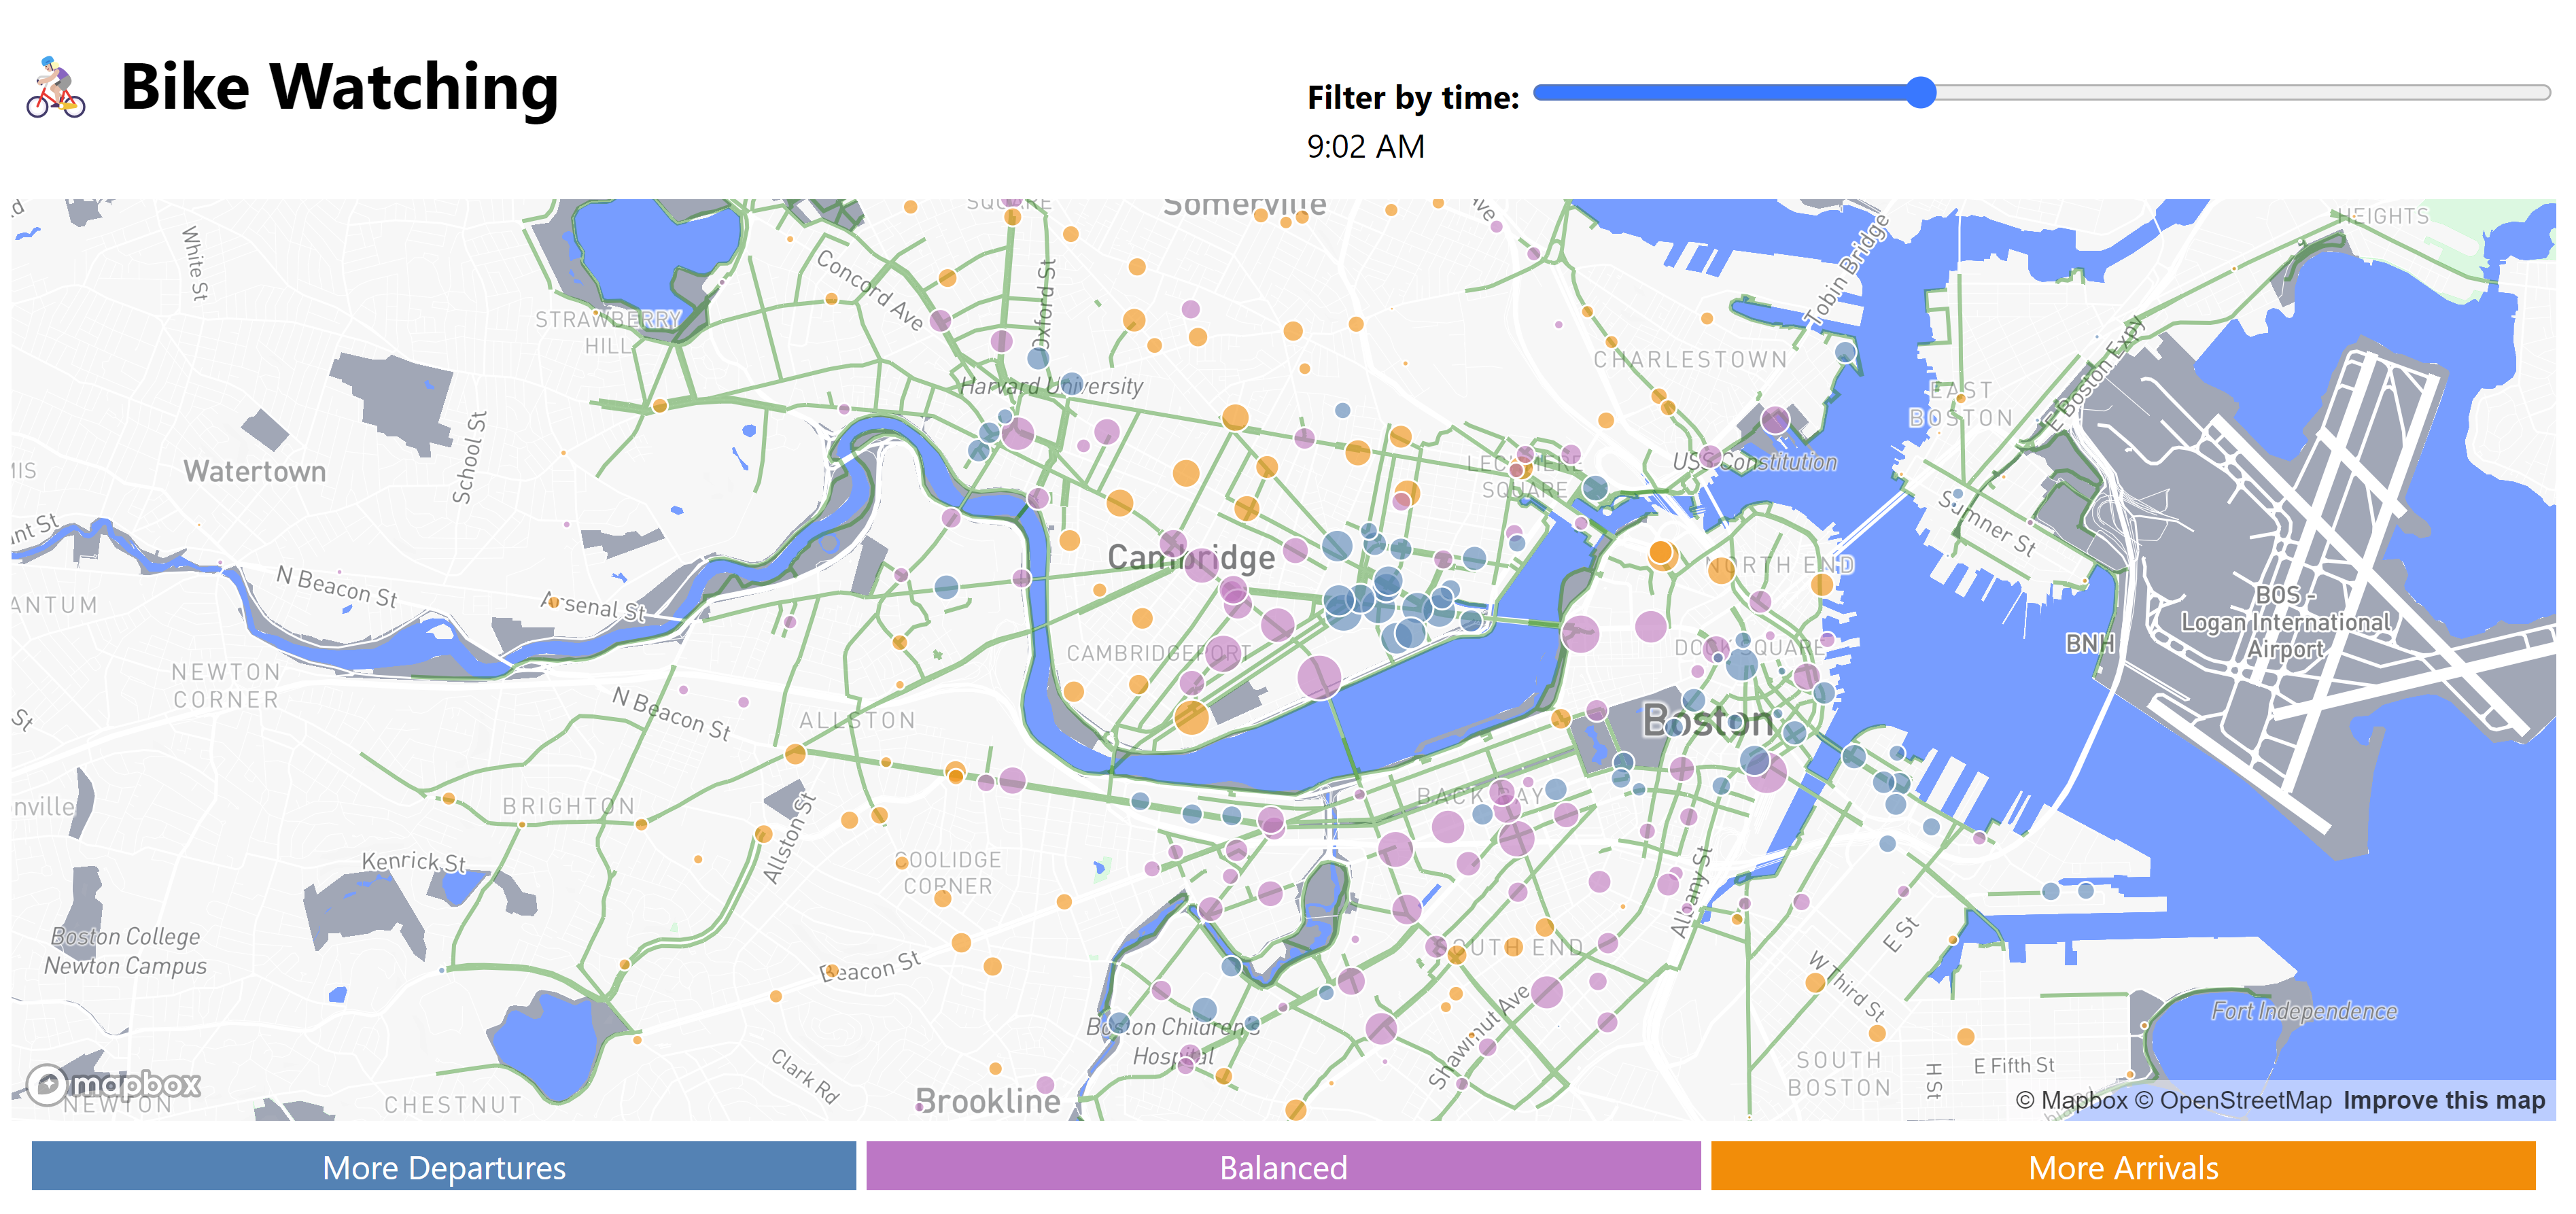 Bike Watching
Filter by time:
9:02 AM
SQUARE
Somerville
Ave
HEIGHTS
White St
Concord Ave
Oxford St
Tobin Bridge
STRAWBERRY
HILL
CHARLESTOWN
E Boston Expy
EAST
BOSTON
Harvard University
School St
Watertown
LECHMERE
SQUARE
USS Constitution
Sumner St
Cambridge
NORTH END
N Beacon St
Arsenal St
BOS -
Logan International
Airport
BNH
CAMBRIDGEPORT
DOCK SQUARE
NEWTON
CORNER
N Beacon St
ALLSTON
Boston
St
BRIGHTON
BACK BAY
Allston St
Kenrick St
COOLIDGE
CORNER
Albany St
Boston College
Newton Campus
Beacon St
SOUTH END
E St
W Third St
Shawmut Ave
Boston Children's
Hospital
Fort Independence
Clark Rd
SOUTH
BOSTON
H St
E Fifth St
mapbox
NEWTON
CHESTNUT
Brookline
© Mapbox © OpenStreetMap Improve this map
More Departures
Balanced
More Arrivals